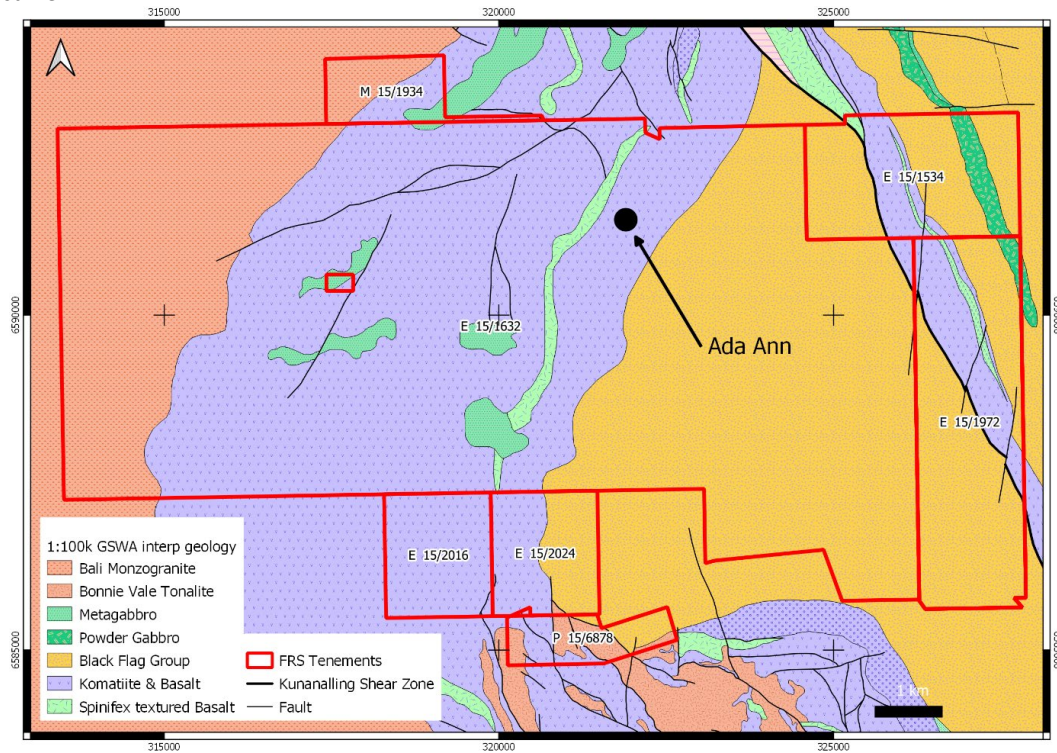 315000
320000
325000
M 15/1934
E 15/1534
Ada Ann
6590000
6590000
E 15/1632
E 15/1972
1:100k GSWA interp geology
Bali Monzogranite
Bonnie Vale Tonalite
Metagabbro
Powder Gabbro
Black Flag Group
Komatiite & Basalt
Spinifex textured Basalt
FRS Tenements
Kunanalling Shear Zone
Fault
E 15/2016
E 15/2024
P 15/6878
6585000
6585000
1 km
315000
320000
325000